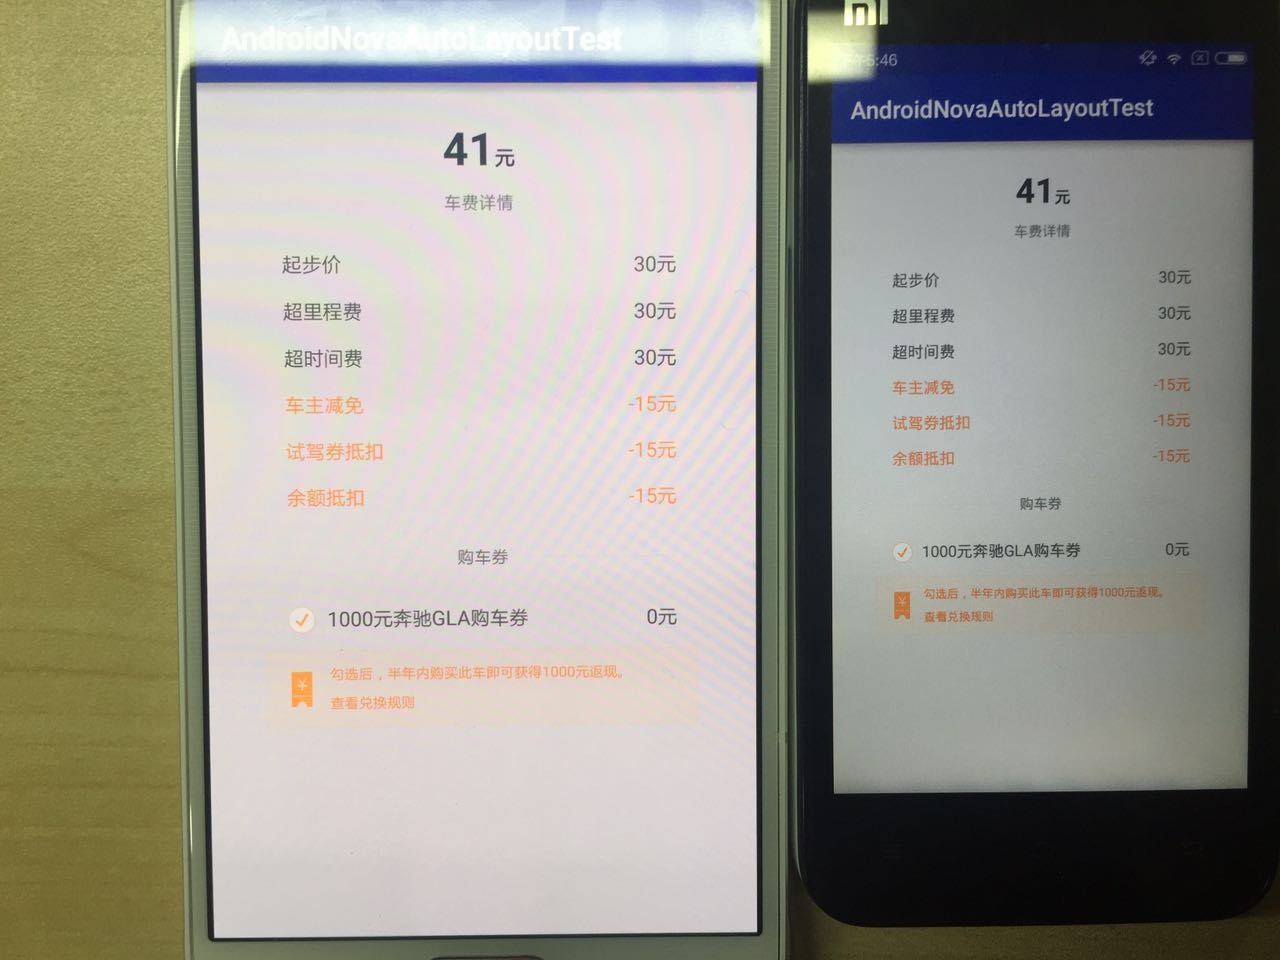 AndroidNovaAutoLayoutTest
41元
车费详情
起步价 30元
超里程费 30元
超时间费 30元
车主减免 -15元
试驾券抵扣 -15元
余额抵扣 -15元
购车券
1000元奔驰GLA购车券 0元
¥
勾选后，半年内购买此车即可获得1000元返现。
查看兑换规则
mi
5:46
AndroidNovaAutoLayoutTest
41元
车费详情
起步价 30元
超里程费 30元
超时间费 30元
车主减免 -15元
试驾券抵扣 -15元
余额抵扣 -15元
购车券
1000元奔驰GLA购车券 0元
¥
勾选后，半年内购买此车即可获得1000元返现。
查看兑换规则